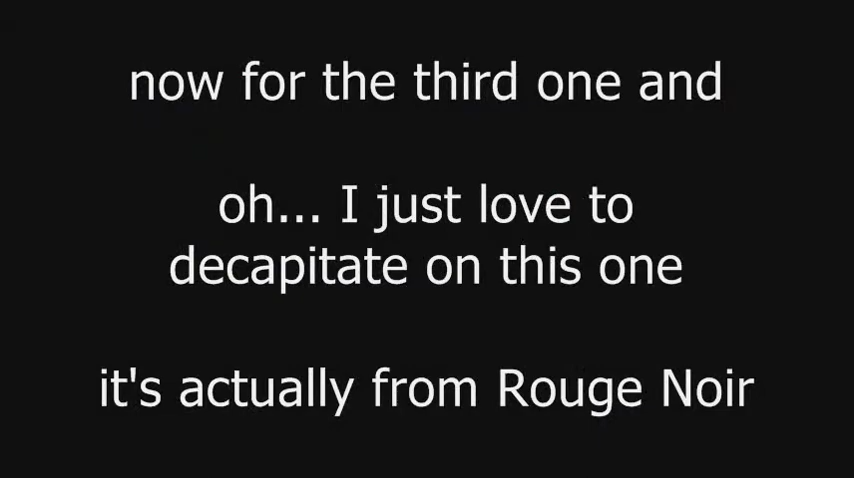 now for the third one and
oh... I just love to
decapitate on this one
it's actually from Rouge Noir